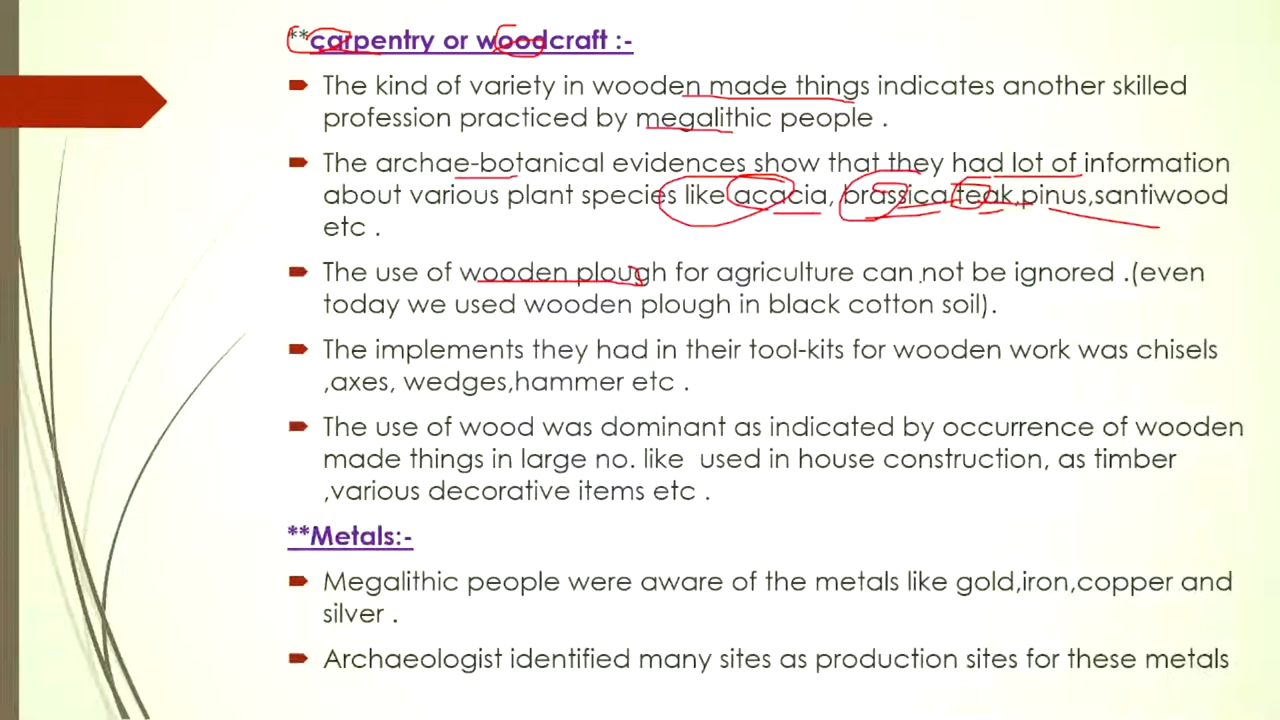 **carpentry or woodcraft :-
The kind of variety in wooden made things indicates another skilled
profession practiced by megalithic people .
The archae-botanical evidences show that they had lot of information
about various plant species like acacia, brassica,teak,pinus,santiwood
etc .
The use of wooden plough for agriculture can not be ignored .(even
today we used wooden plough in black cotton soil).
The implements they had in their tool-kits for wooden work was chisels
,axes, wedges,hammer etc .
The use of wood was dominant as indicated by occurrence of wooden
made things in large no. like used in house construction, as timber
,various decorative items etc .
**Metals:-
Megalithic people were aware of the metals like gold,iron,copper and
silver .
Archaeologist identified many sites as production sites for these metals